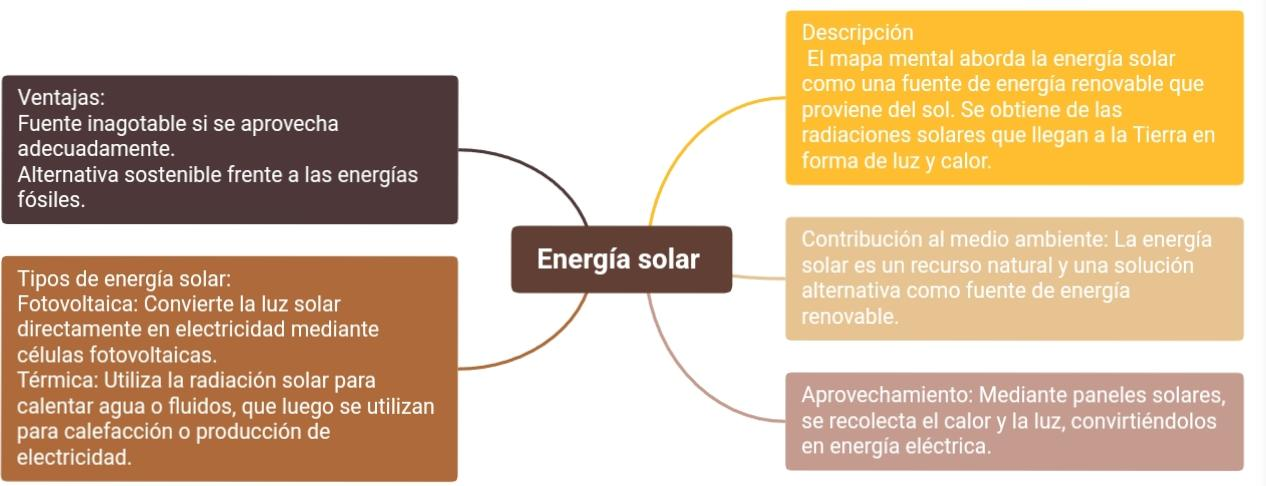 Energía solar
Descripción
El mapa mental aborda la energía solar
como una fuente de energía renovable que
proviene del sol. Se obtiene de las
radiaciones solares que llegan a la Tierra en
forma de luz y calor.
Contribución al medio ambiente: La energía
solar es un recurso natural y una solución
alternativa como fuente de energía
renovable.
Aprovechamiento: Mediante paneles solares,
se recolecta el calor y la luz, convirtiéndolos
en energía eléctrica.
Ventajas:
Fuente inagotable si se aprovecha
adecuadamente.
Alternativa sostenible frente a las energías
fósiles.
Tipos de energía solar:
Fotovoltaica: Convierte la luz solar
directamente en electricidad mediante
células fotovoltaicas.
Térmica: Utiliza la radiación solar para
calentar agua o fluidos, que luego se utilizan
para calefacción o producción de
electricidad.